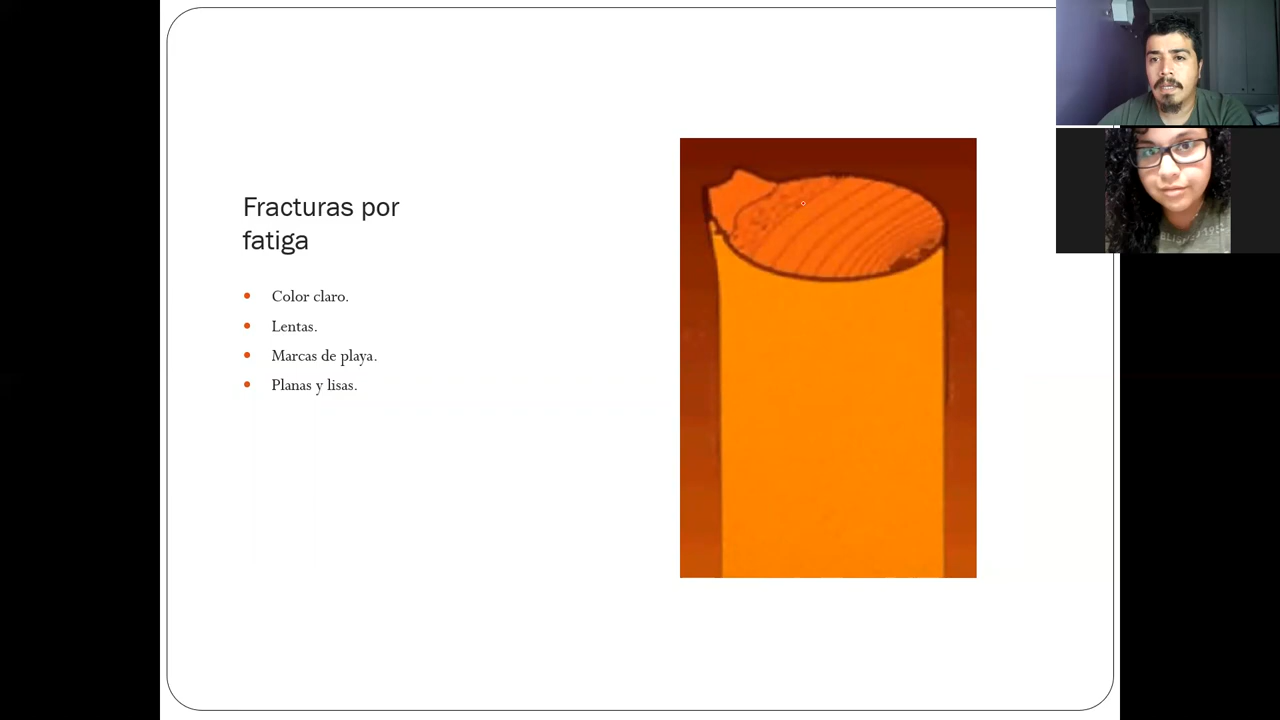 Fracturas por
fatiga
• Color claro.
• Lentas.
• Marcas de playa.
• Planas y lisas.